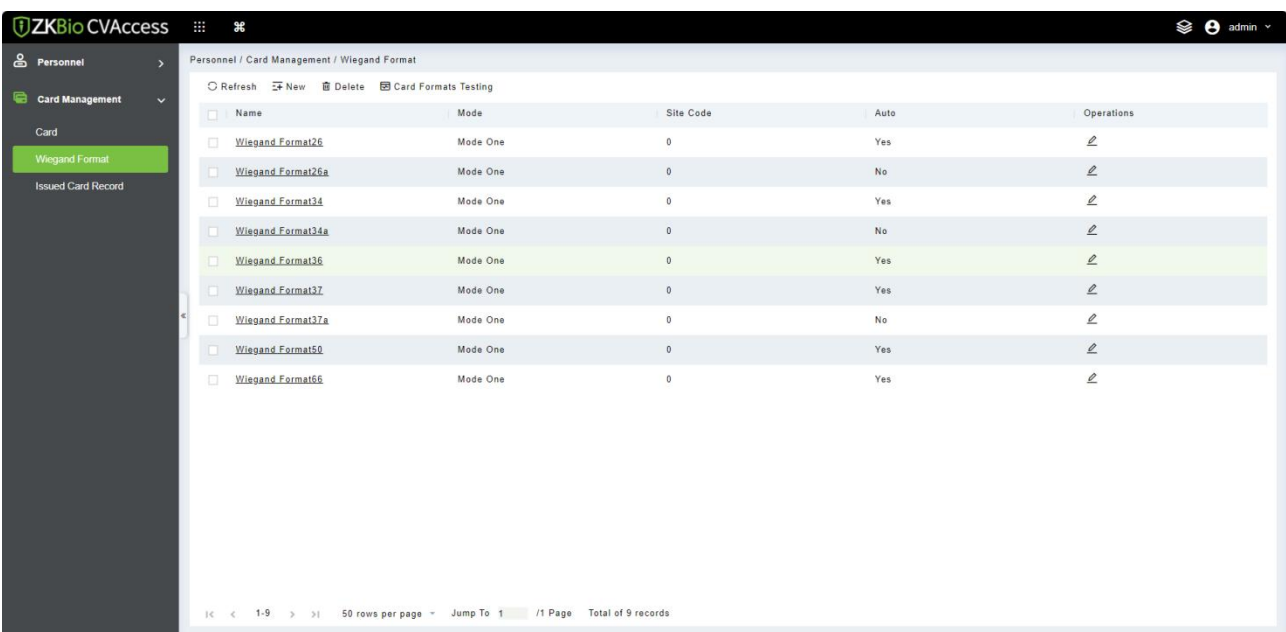 ZKBio CVAccess admin
Personnel
Card Management
Card
Wiegand Format
Issued Card Record
Personnel / Card Management / Wiegand Format
Refresh New Delete Card Formats Testing
Name Mode Site Code Auto Operations
Wiegand Format26 Mode One 0 Yes
Wiegand Format26a Mode One 0 No
Wiegand Format34 Mode One 0 Yes
Wiegand Format34a Mode One 0 No
Wiegand Format36 Mode One 0 Yes
Wiegand Format37 Mode One 0 Yes
Wiegand Format37a Mode One 0 No
Wiegand Format50 Mode One 0 Yes
Wiegand Format66 Mode One 0 Yes
|< < 1-9 > >| 50 rows per page Jump To 1 /1 Page Total of 9 records